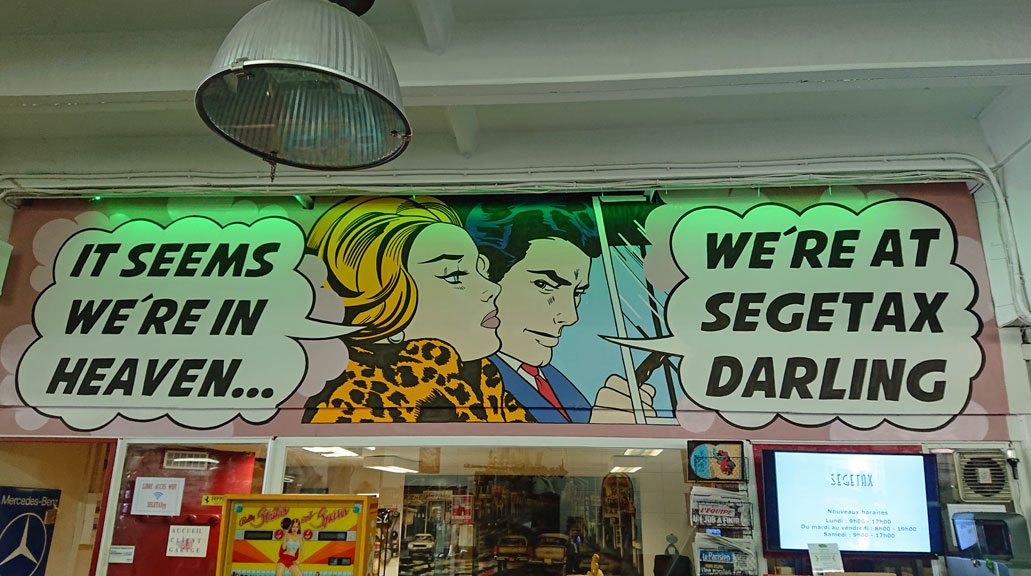 IT SEEMS
WE'RE IN
HEAVEN...
WE'RE AT
SEGETAX
DARLING
Mercedes-Benz
ACCUEIL
CLIENT
GARAGE
L'EQUIPE
Le Parisien
SEGETAX
Nouveaux horaires
Lundi : 9h00 - 17h00
Du mardi au vendredi : 8h00 - 19h00
Samedi : 9h00 - 17h00